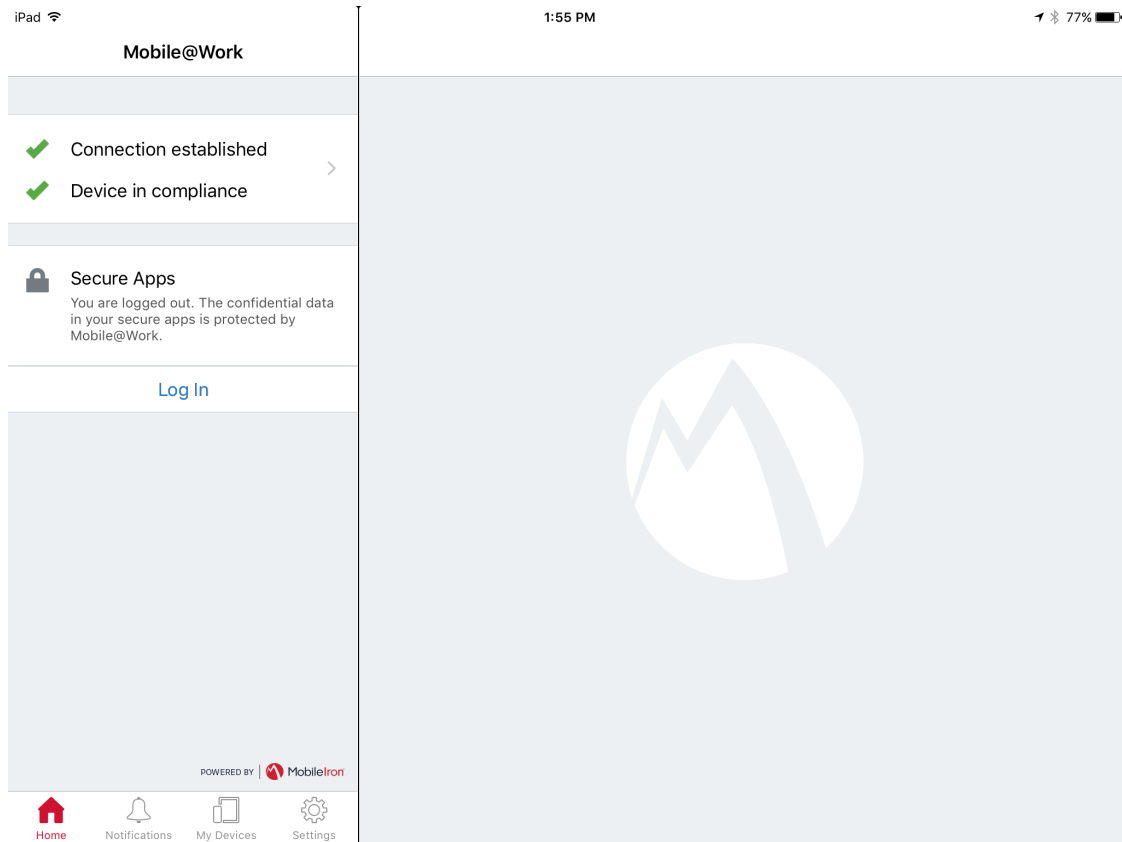 iPad 1:55 PM 77%
Mobile@Work
Connection established
Device in compliance
Secure Apps
You are logged out. The confidential data
in your secure apps is protected by
Mobile@Work.
Log In
POWERED BY | MobileIron
Home Notifications My Devices Settings